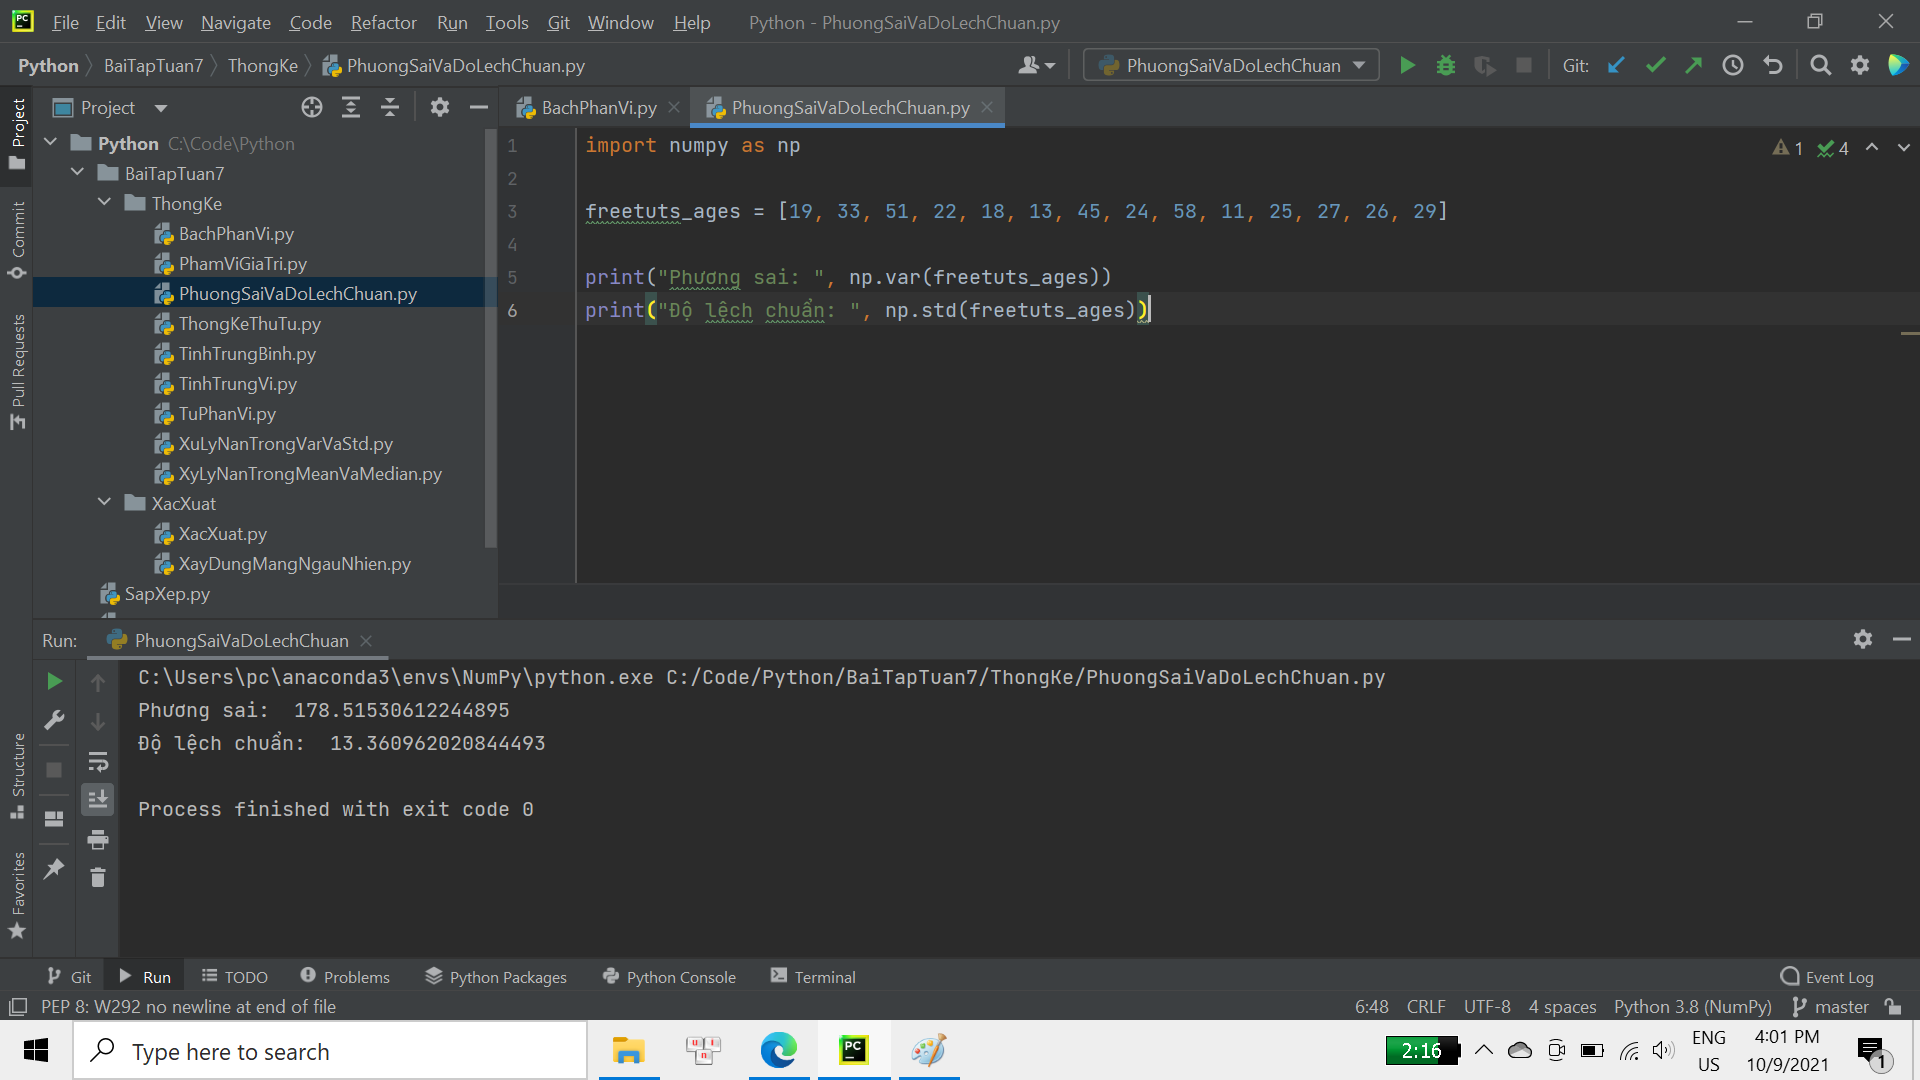 File Edit View Navigate Code Refactor Run Tools Git Window Help Python - PhuongSaiVaDoLechChuan.py
Python BaiTapTuan7 ThongKe PhuongSaiVaDoLechChuan.py PhuongSaiVaDoLechChuan Git:
Project
BachPhanVi.py PhuongSaiVaDoLechChuan.py
Project
Commit
Pull Requests
Structure
Favorites
Python C:\Code\Python
BaiTapTuan7
ThongKe
BachPhanVi.py
PhamViGiaTri.py
PhuongSaiVaDoLechChuan.py
ThongKeThuTu.py
TinhTrungBinh.py
TinhTrungVi.py
TuPhanVi.py
XuLyNanTrongVarVaStd.py
XyLyNanTrongMeanVaMedian.py
XacXuat
XacXuat.py
XayDungMangNgauNhien.py
SapXep.py
1 import numpy as np
1 4
2
3 freetuts_ages = [19, 33, 51, 22, 18, 13, 45, 24, 58, 11, 25, 27, 26, 29]
4
5 print("Phương sai: ", np.var(freetuts_ages))
6 print("Độ lệch chuẩn: ", np.std(freetuts_ages))
Run: PhuongSaiVaDoLechChuan
C:\Users\pc\anaconda3\envs\NumPy\python.exe C:/Code/Python/BaiTapTuan7/ThongKe/PhuongSaiVaDoLechChuan.py
Phương sai:  178.51530612244895
Độ lệch chuẩn:  13.360962020844493
Process finished with exit code 0
Git Run TODO Problems Python Packages Python Console Terminal Event Log
PEP 8: W292 no newline at end of file 6:48 CRLF UTF-8 4 spaces Python 3.8 (NumPy) master
Type here to search
2:16
ENG
US
4:01 PM
10/9/2021
1